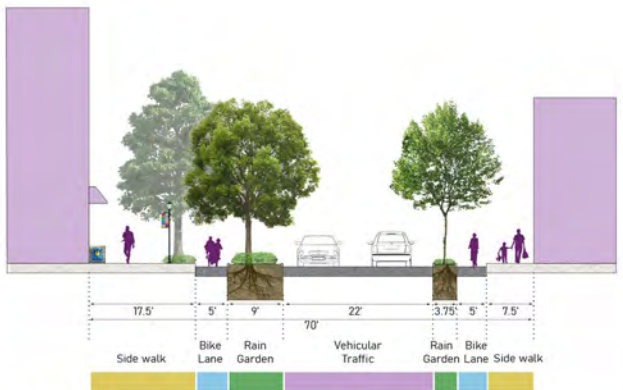 17.5' 5' 9' 22' 3.75' 5' 7.5'
70'
Side walk
Bike
Lane
Rain
Garden
Vehicular
Traffic
Rain
Garden
Bike
Lane
Side walk